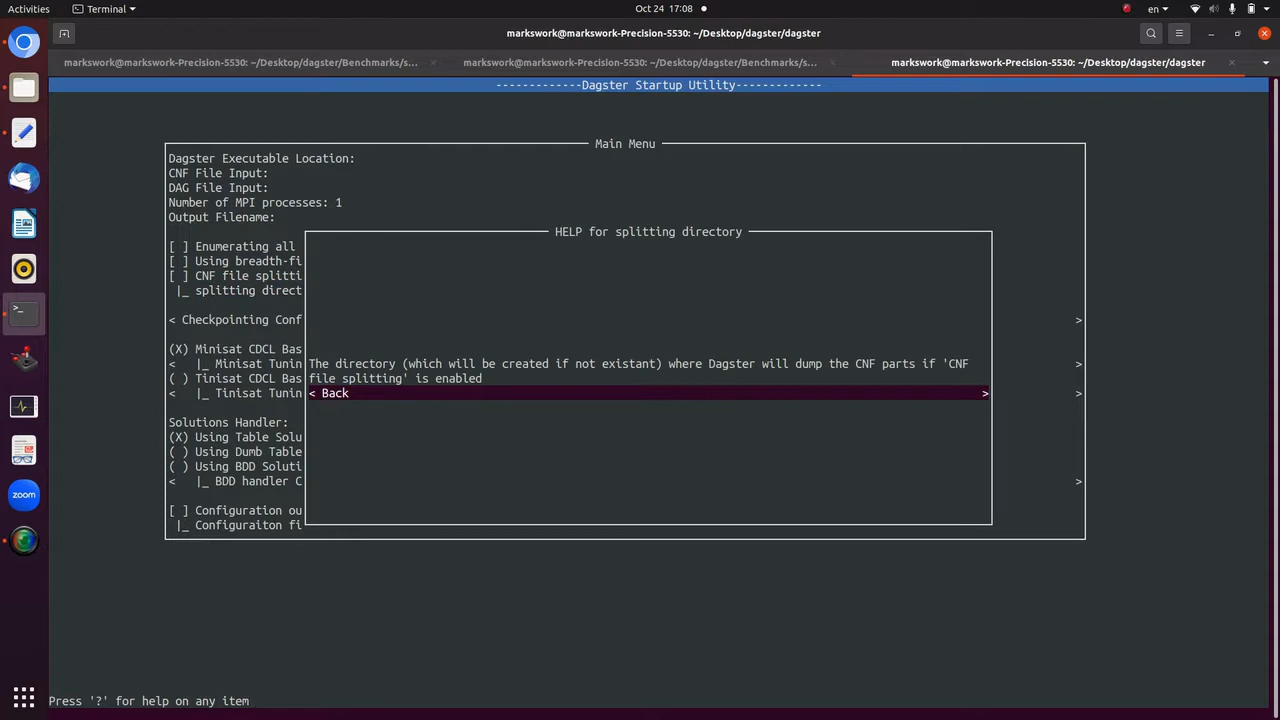 Activities
Terminal
Oct 24 17:08
en
markswork@markswork-Precision-5530: ~/Desktop/dagster/dagster
markswork@markswork-Precision-5530: ~/Desktop/dagster/Benchmarks/s...
markswork@markswork-Precision-5530: ~/Desktop/dagster/Benchmarks/s...
markswork@markswork-Precision-5530: ~/Desktop/dagster/dagster
-------------Dagster Startup Utility-------------
Main Menu
Dagster Executable Location:
CNF File Input:
DAG File Input:
Number of MPI processes: 1
Output Filename:
HELP for splitting directory
[ ] Enumerating all
[ ] Using breadth-fi
[ ] CNF file splitti
|_ splitting direct
< Checkpointing Conf >
(X) Minisat CDCL Bas
< |_ Minisat Tunin >
The directory (which will be created if not existant) where Dagster will dump the CNF parts if 'CNF
file splitting' is enabled
( ) Tinisat CDCL Bas
< |_ Tinisat Tunin >
< Back >
Solutions Handler:
(X) Using Table Solu
( ) Using Dumb Table
( ) Using BDD Soluti
< |_ BDD handler C >
[ ] Configuration ou
|_ Configuraiton fi
zoom
Press '?' for help on any item